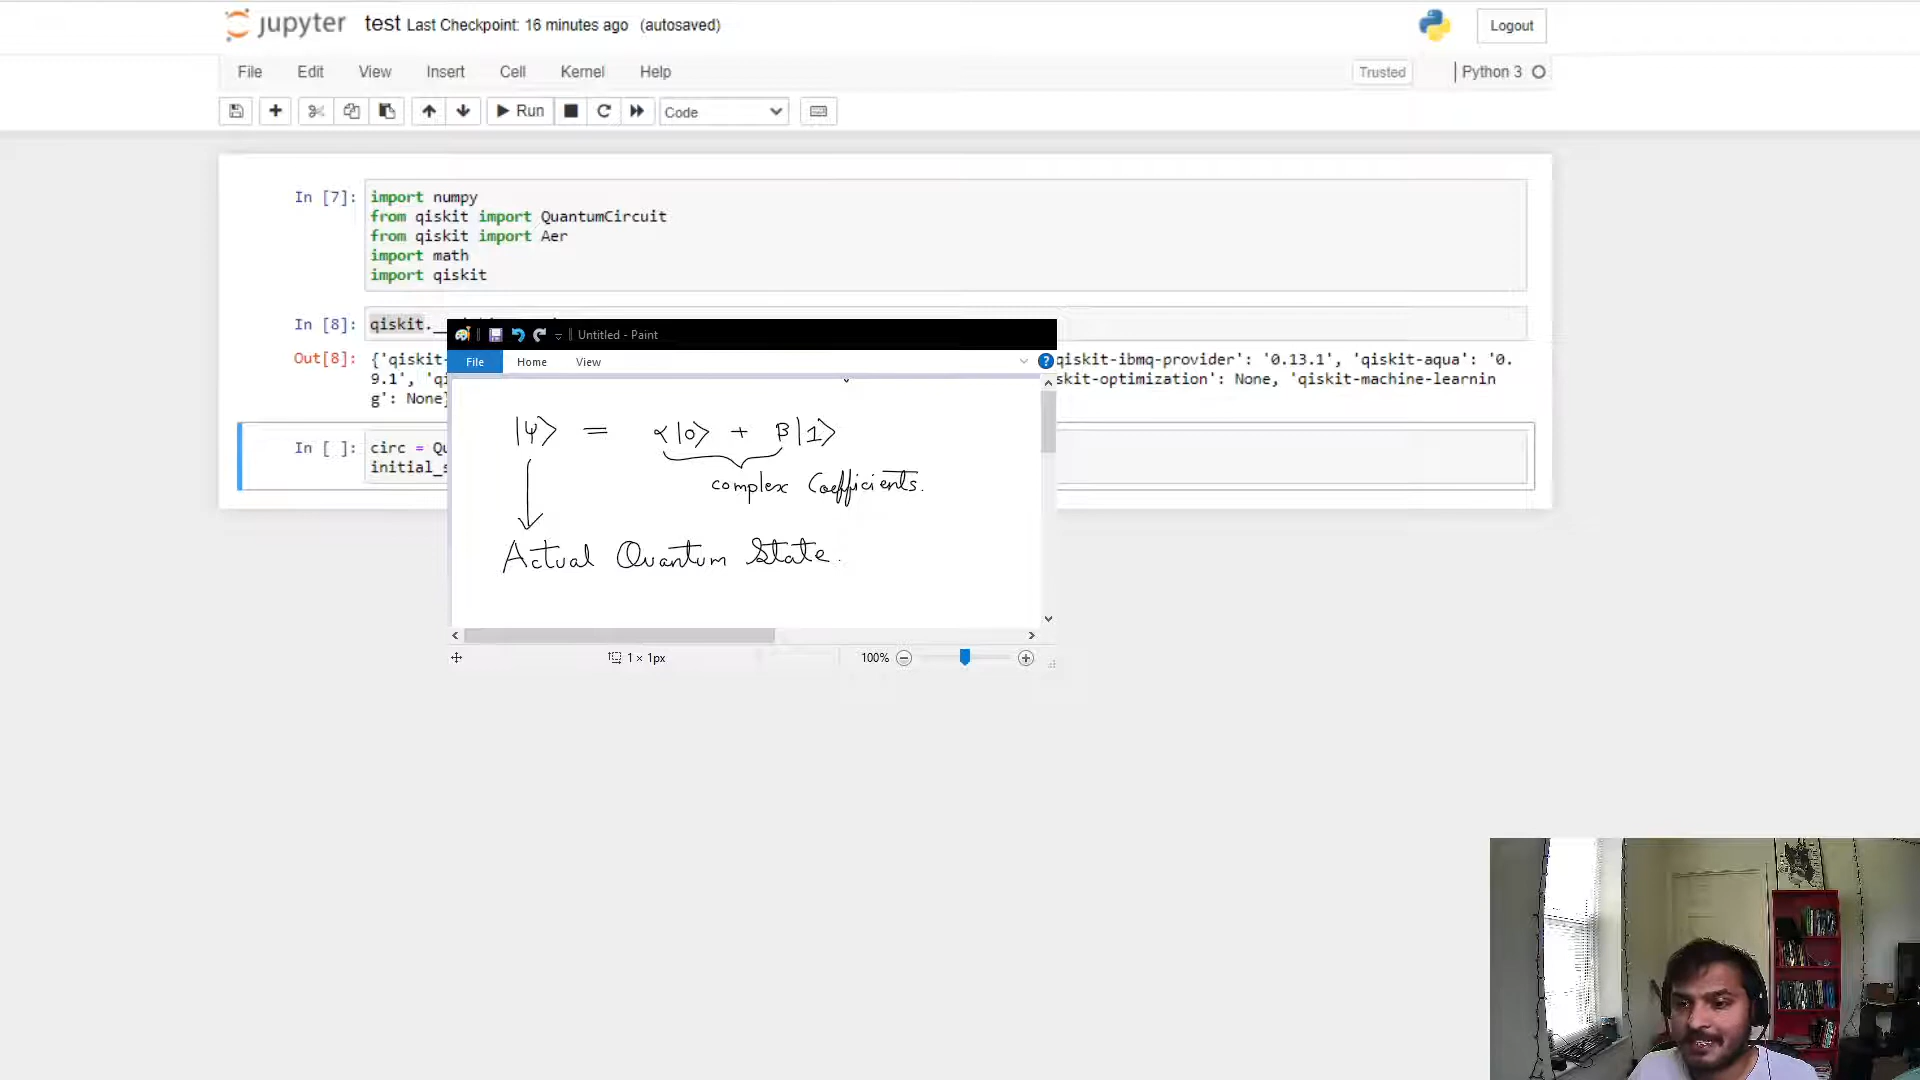 jupyter test Last Checkpoint: 16 minutes ago (autosaved) Logout
File Edit View Insert Cell Kernel Help Trusted Python 3
Run Code
In [7]: import numpy
from qiskit import QuantumCircuit
from qiskit import Aer
import math
import qiskit
In [8]: qiskit.
Out[8]: {'qiskit- qiskit-ibmq-provider': '0.13.1', 'qiskit-aqua': '0.
9.1', 'qi skit-optimization': None, 'qiskit-machine-learnin
g': None
In [ ]: circ = Qu
initial_s
Untitled - Paint
File Home View
|ψ⟩ = α|0⟩ + β|1⟩
complex Coefficients.
Actual Quantum State.
1 × 1px 100%